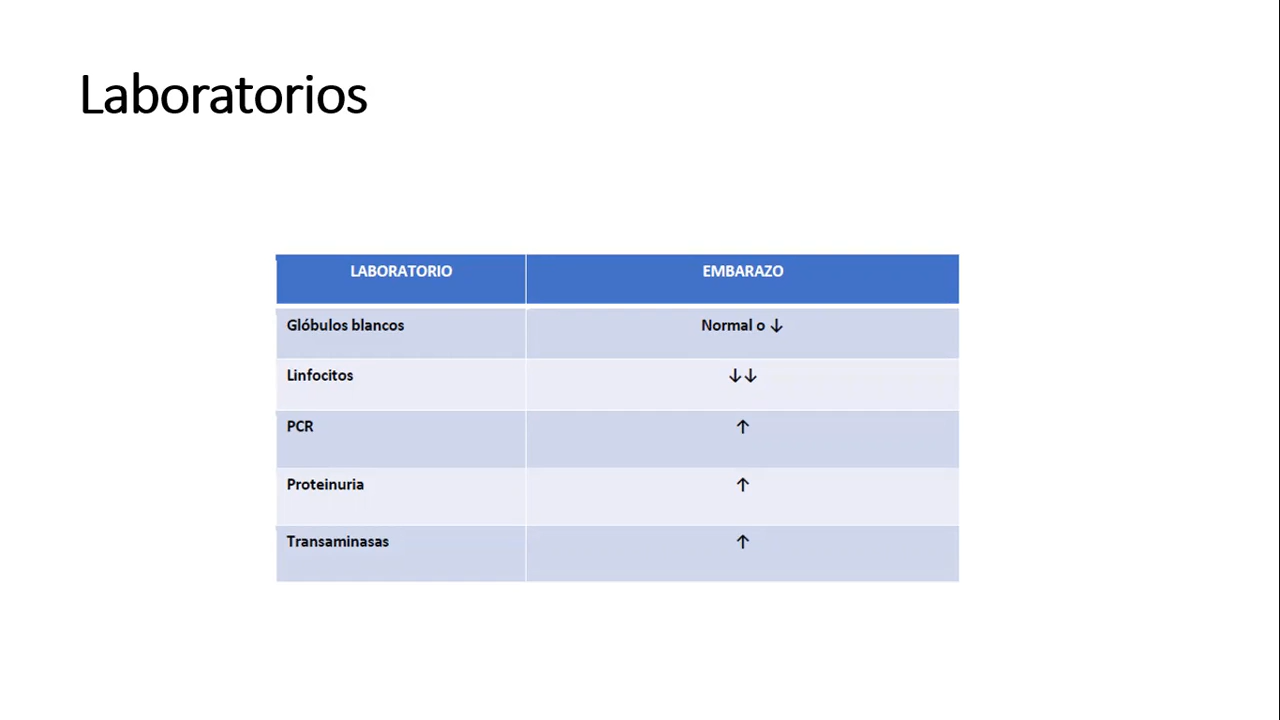 Laboratorios
LABORATORIO EMBARAZO
Glóbulos blancos Normal o ↓
Linfocitos ↓↓
PCR ↑
Proteinuria ↑
Transaminasas ↑